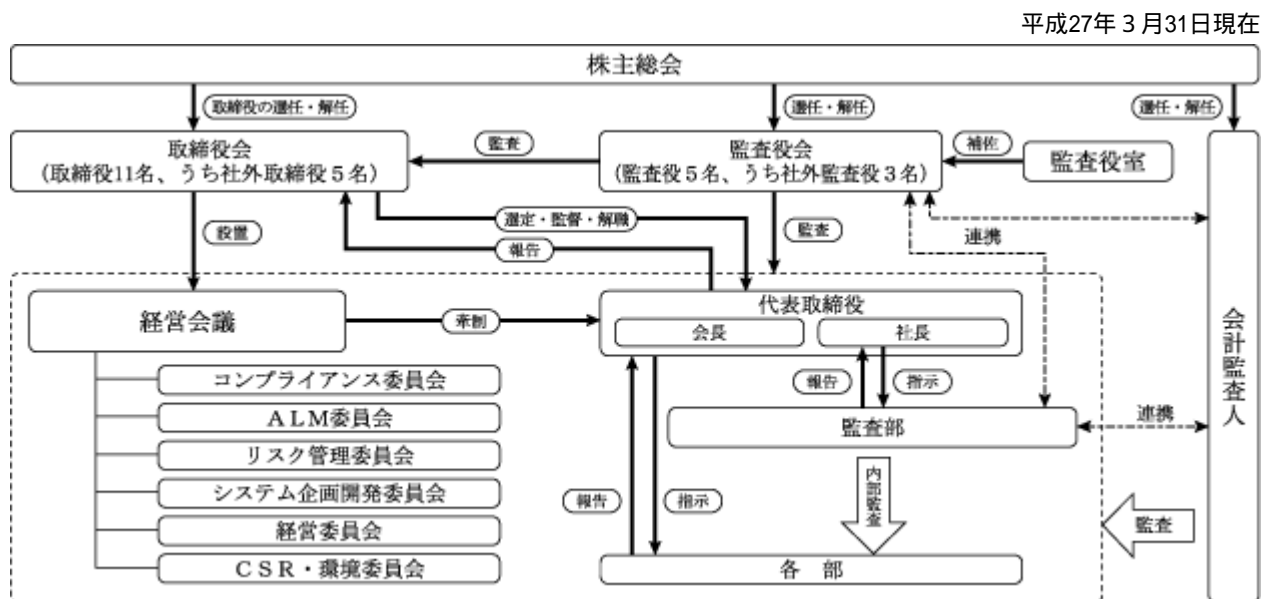 平成27年３月31日現在
株主総会
取締役の選任・解任
選任・解任
選任・解任
取締役会
(取締役11名、うち社外取締役５名)
監査
監査役会
(監査役５名、うち社外監査役３名)
補佐
監査役室
設置
選定・監督・解職
報告
監査
連携
経営会議
牽制
代表取締役
会長
社長
会計監査人
コンプライアンス委員会
ＡＬＭ委員会
リスク管理委員会
システム企画開発委員会
経営委員会
ＣＳＲ・環境委員会
報告
指示
監査部
連携
報告
指示
内部監査
監査
各　部